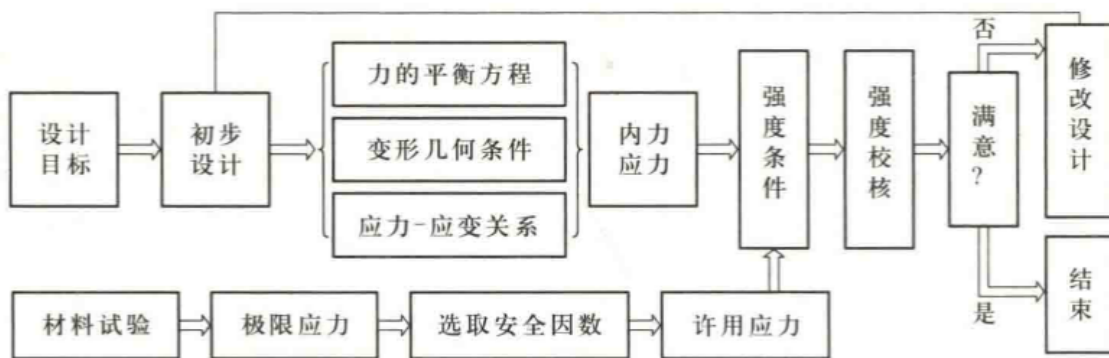 设计
目标
初步
设计
力的平衡方程
变形几何条件
应力-应变关系
内力
应力
强度条件
强度校核
满意?
否
修改设计
是
结束
材料试验
极限应力
选取安全因数
许用应力